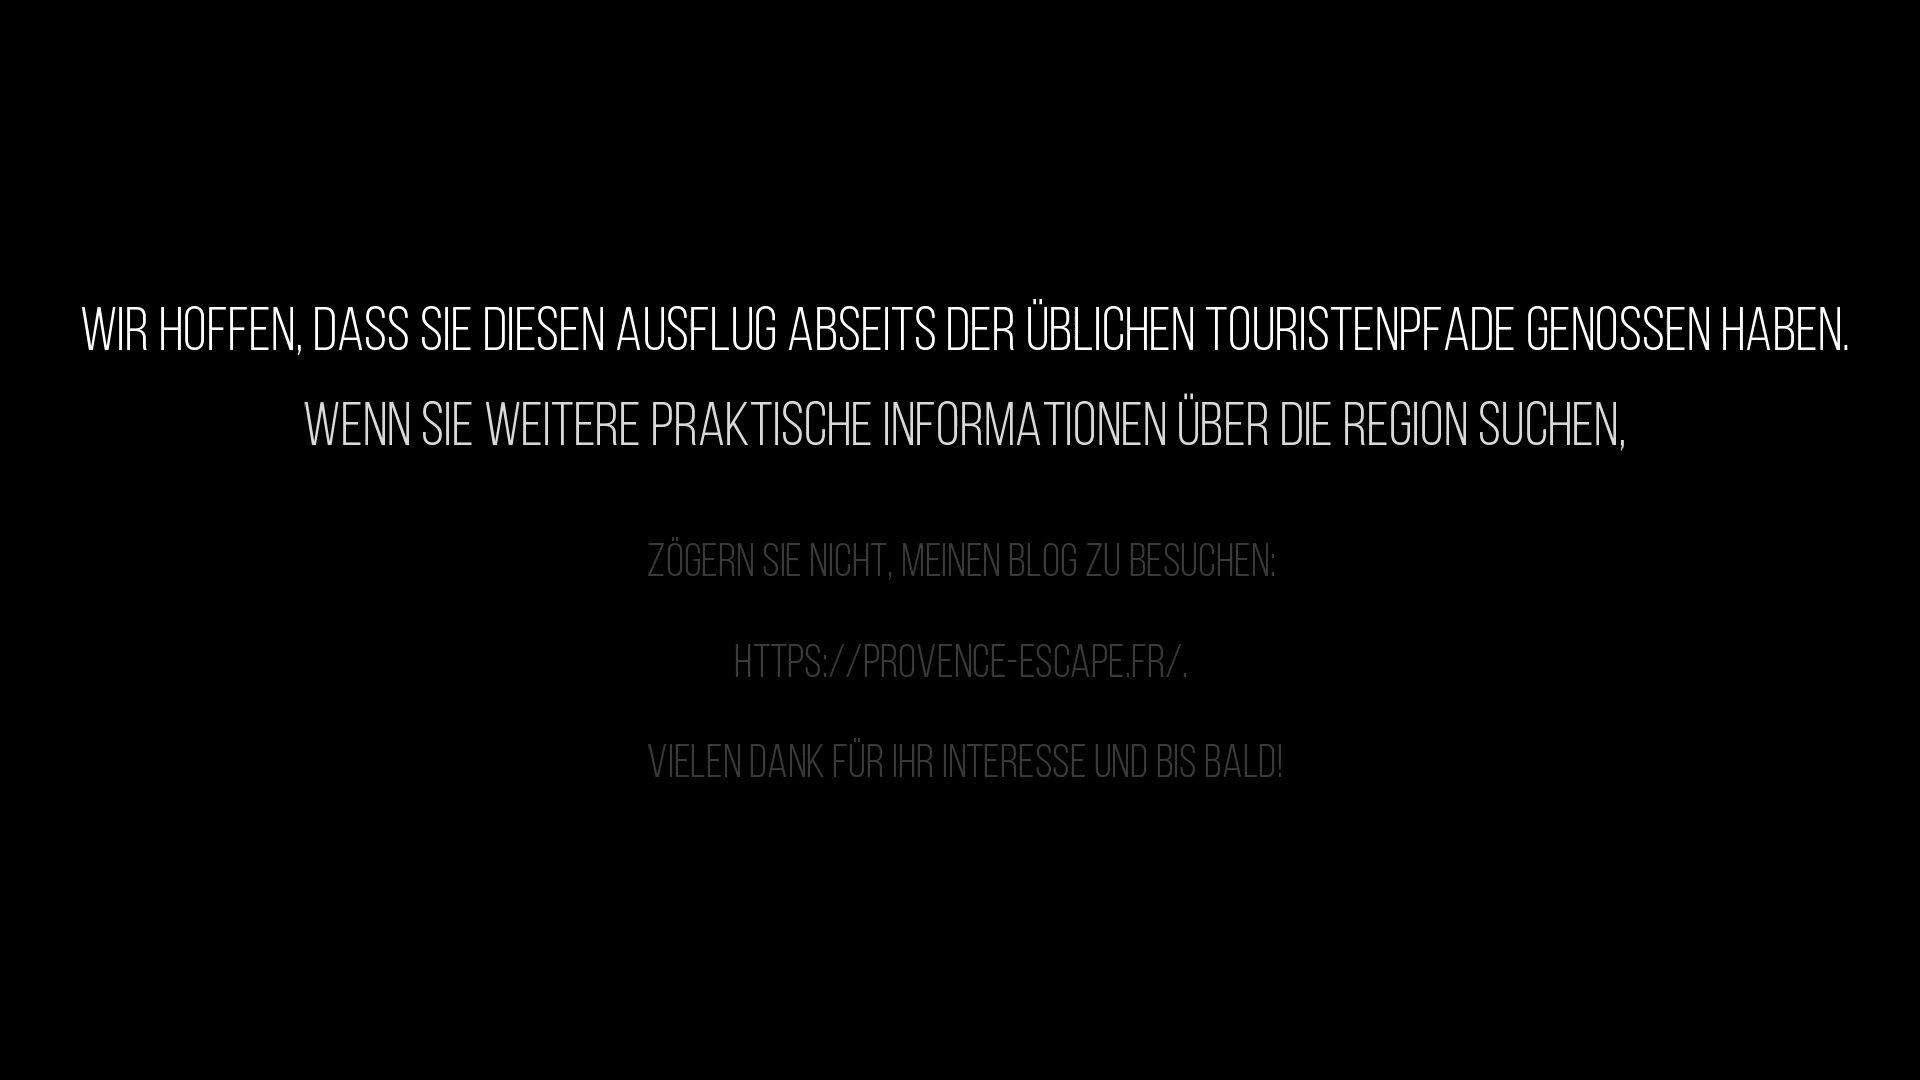 WIR HOFFEN, DASS SIE DIESEN AUSFLUG ABSEITS DER ÜBLICHEN TOURISTENPFADE GENOSSEN HABEN.
WENN SIE WEITERE PRAKTISCHE INFORMATIONEN ÜBER DIE REGION SUCHEN,
ZÖGERN SIE NICHT, MEINEN BLOG ZU BESUCHEN:
HTTPS://PROVENCE-ESCAPE.FR/.
VIELEN DANK FÜR IHR INTERESSE UND BIS BALD!